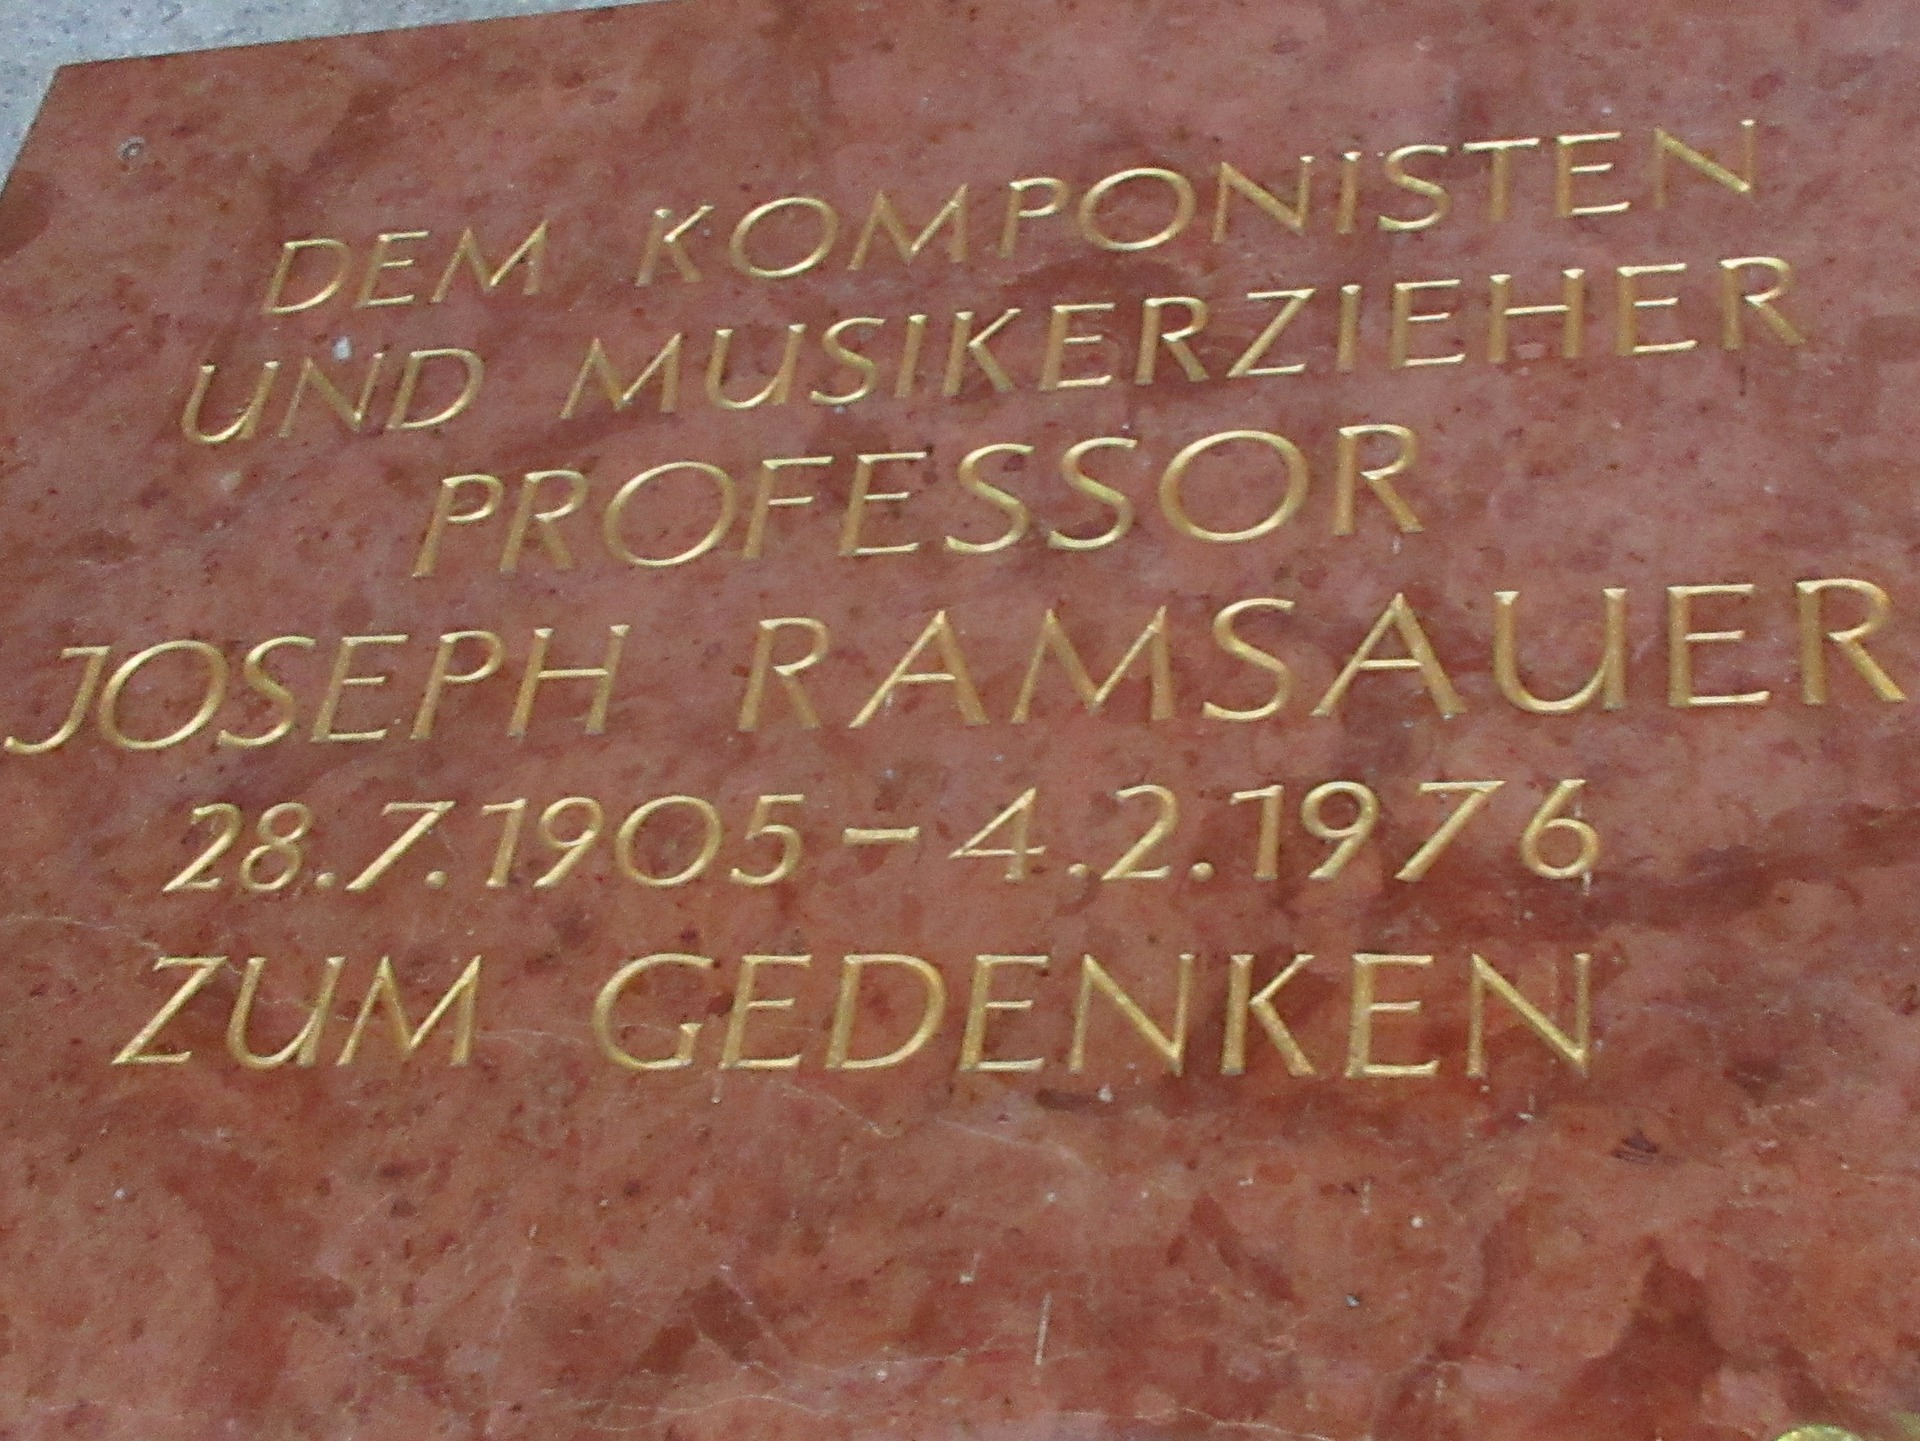 DEM KOMPONISTEN
UND MUSIKERZIEHER
PROFESSOR
JOSEPH RAMSAUER
28.7.1905 – 4.2.1976
ZUM GEDENKEN